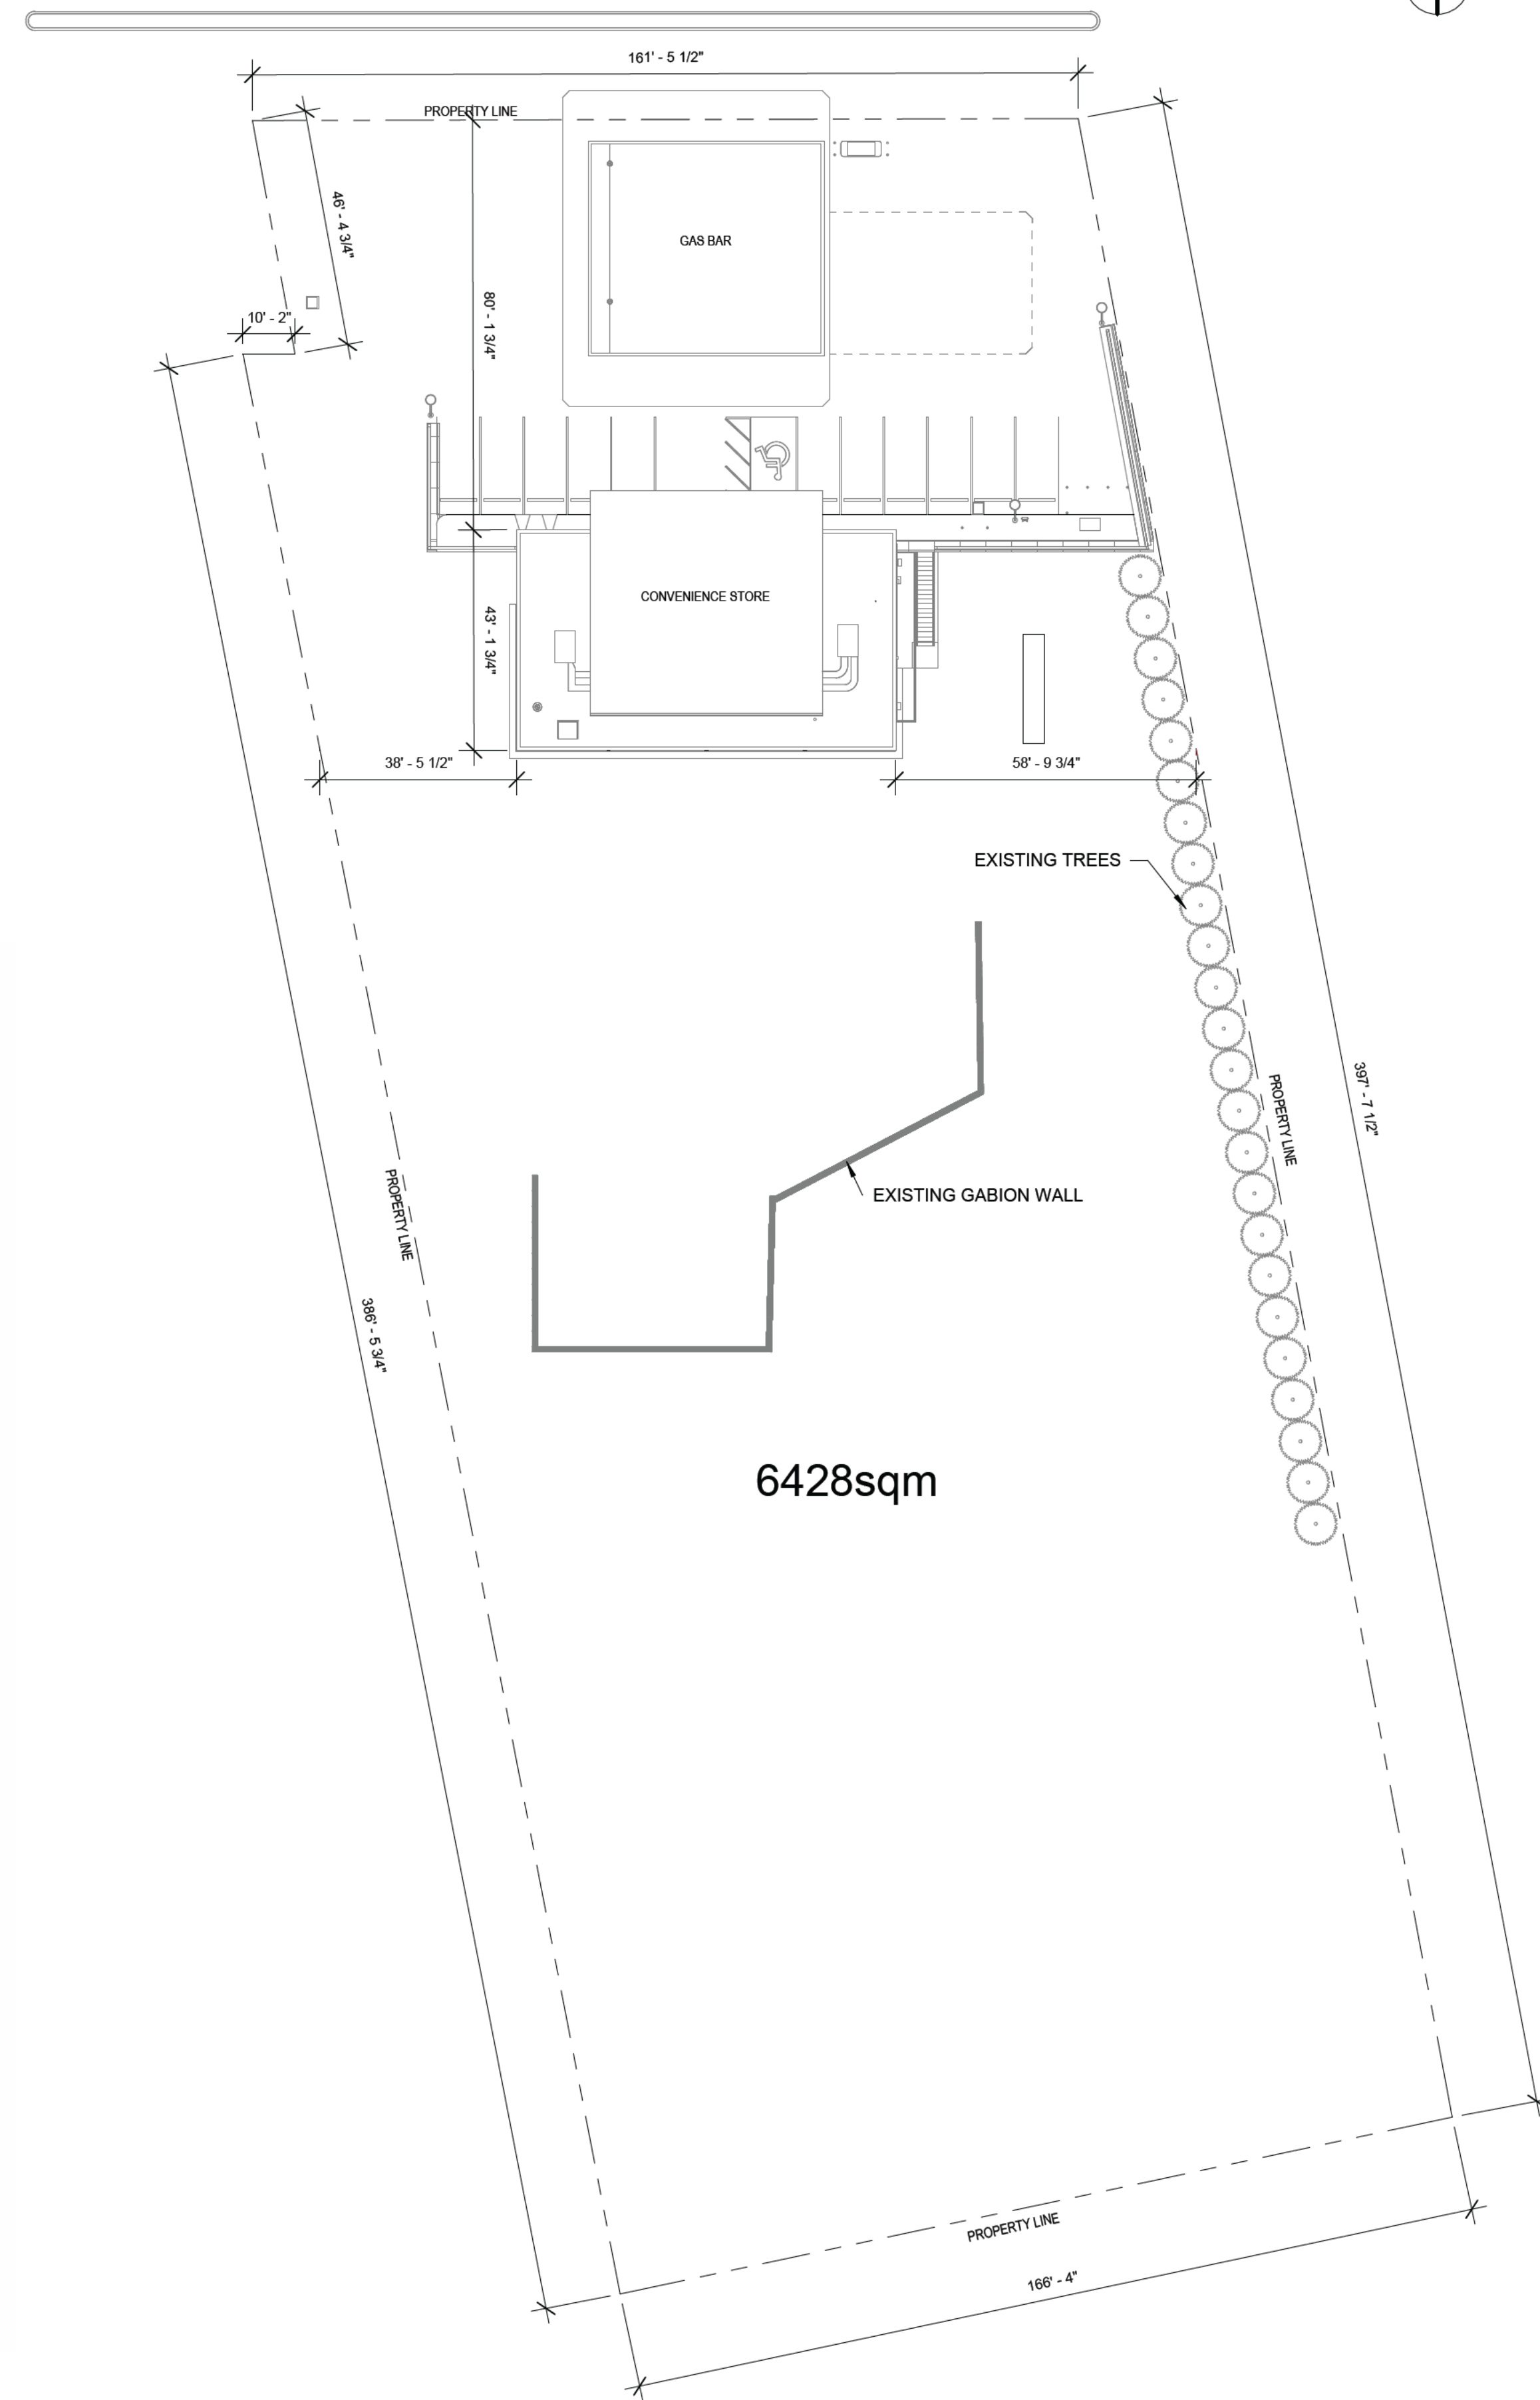 161' - 5 1/2"
PROPERTY LINE
46' - 4 3/4"
GAS BAR
10' - 2"
80' - 1 3/4"
CONVENIENCE STORE
43' - 1 3/4"
38' - 5 1/2"
58' - 9 3/4"
EXISTING TREES
397' - 7 1/2"
PROPERTY LINE
PROPERTY LINE
EXISTING GABION WALL
386' - 5 3/4"
6428sqm
PROPERTY LINE
166' - 4"